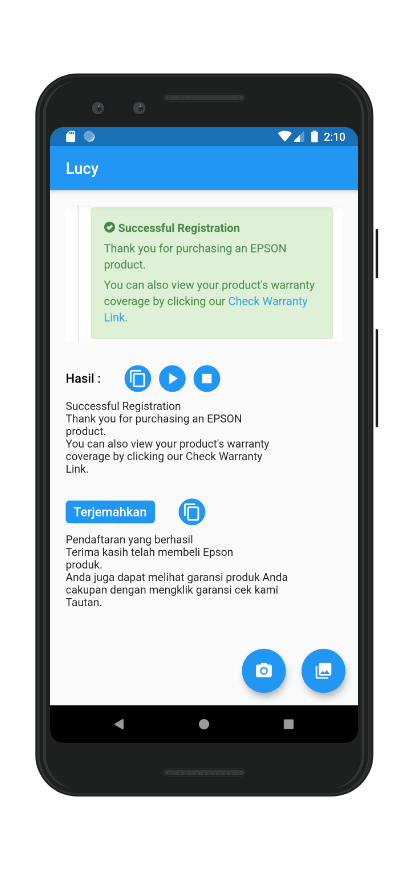 2:10
Lucy
Successful Registration
Thank you for purchasing an EPSON
product.
You can also view your product's warranty
coverage by clicking our Check Warranty
Link.
Hasil :
Successful Registration
Thank you for purchasing an EPSON
product.
You can also view your product's warranty
coverage by clicking our Check Warranty
Link.
Terjemahkan
Pendaftaran yang berhasil
Terima kasih telah membeli Epson
produk.
Anda juga dapat melihat garansi produk Anda
cakupan dengan mengklik garansi cek kami
Tautan.